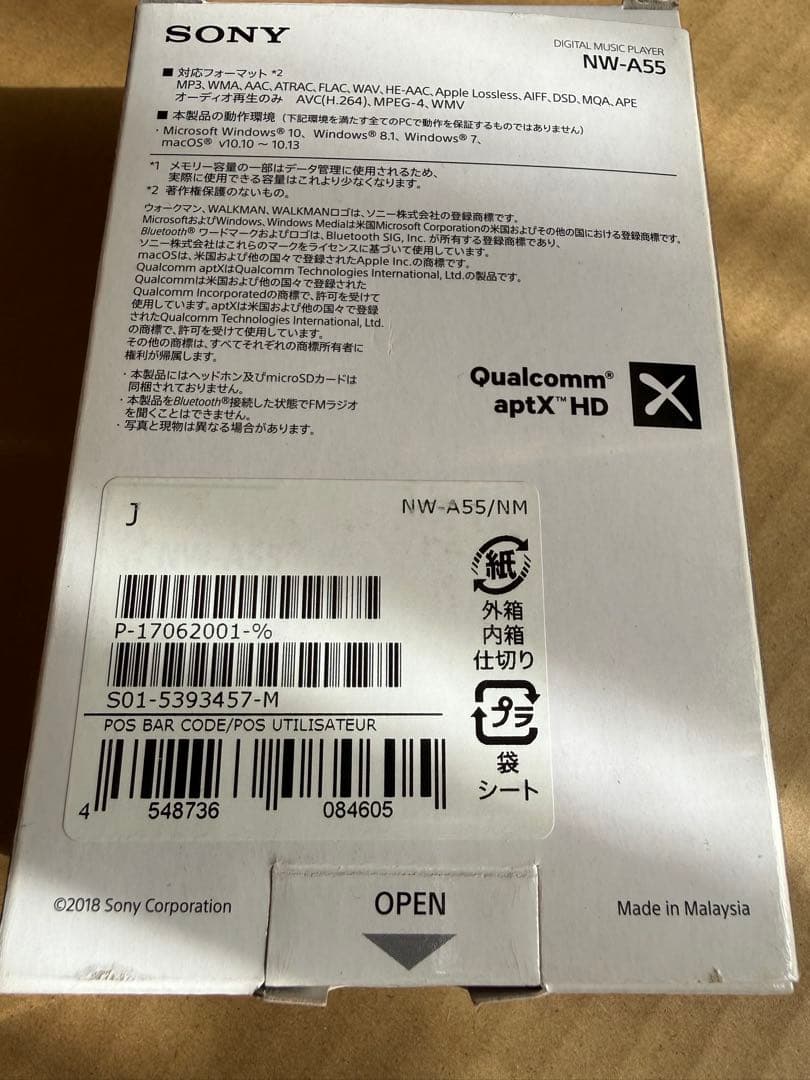 SONY
DIGITAL MUSIC PLAYER
NW-A55
■ 対応フォーマット *2
MP3、WMA、AAC、ATRAC、FLAC、WAV、HE-AAC、Apple Lossless、AIFF、DSD、MQA、APE
オーディオ再生のみ AVC(H.264)、MPEG-4、WMV
■ 本製品の動作環境（下記環境を満たす全てのPCで動作を保証するものではありません）
・Microsoft Windows® 10、Windows® 8.1、Windows® 7、
macOS® v10.10 ～ 10.13
*1 メモリー容量の一部はデータ管理に使用されるため、
実際に使用できる容量はこれより少なくなります。
*2 著作権保護のないもの。
ウォークマン、WALKMAN、WALKMANロゴは、ソニー株式会社の登録商標です。
MicrosoftおよびWindows、Windows Mediaは米国Microsoft Corporationの米国およびその他の国における登録商標です。
Bluetooth® ワードマークおよびロゴは、Bluetooth SIG, Inc. が所有する登録商標であり、
ソニー株式会社はこれらのマークをライセンスに基づいて使用しています。
macOSは、米国および他の国々で登録されたApple Inc.の商標です。
Qualcomm aptXはQualcomm Technologies International, Ltd.の製品です。
Qualcommは米国および他の国々で登録された
Qualcomm Incorporatedの商標で、許可を受けて
使用しています。aptXは米国および他の国々で登録
されたQualcomm Technologies International, Ltd.
の商標で、許可を受けて使用しています。
その他の商標は、すべてそれぞれの商標所有者に
権利が帰属します。
・本製品にはヘッドホン及びmicroSDカードは
同梱されておりません。
・本製品をBluetooth®接続した状態でFMラジオ
を聞くことはできません。
・写真と現物は異なる場合があります。
Qualcomm®
aptX™ HD
J
NW-A55/NM
紙
外箱
内箱
仕切り
P-17062001-%
S01-5393457-M
POS BAR CODE/POS UTILISATEUR
4 548736 084605
プラ
袋
シート
©2018 Sony Corporation
OPEN
Made in Malaysia